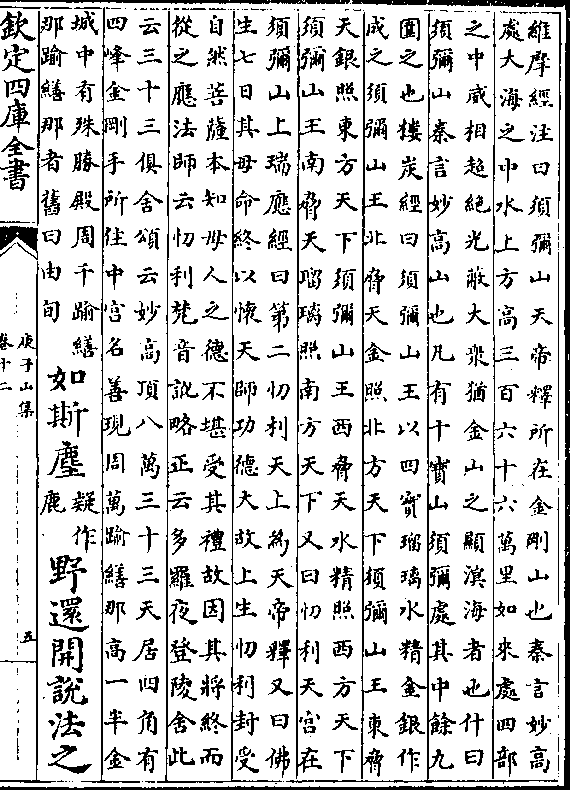 維摩經注曰須彌山天帝釋所在金剛山也秦言妙高
處大海之中水上方高三百六十六萬里如來處四部
之中威相超絕光蔽大衆猶金山之顯溟海者也什曰
須彌山秦言妙高山也凡有十寳山須彌處其中餘九
圍之也樓炭經曰須彌山王以四寳瑠璃水精金銀作
成之須彌山王北脅天金照北方天下須彌山王東脅
天銀照東方天下須彌山王西脅天水精照西方天下
須彌山王南脅天瑠璃照南方天下又曰忉利天宮在
須彌山上瑞應經曰第二忉利天上為天帝釋又曰佛
生七日其母命終以懷天師功德大故上生忉利封受
自然菩薩本知母人之德不堪受其禮故因其將終而
從之應法師云忉利梵音訛略正云多羅夜登陵舍此
云三十三俱舍頌云妙高頂八萬三十三天居四角有
四峰金剛手所住中宮名善現周萬踰繕那高一半金
城中有殊勝殿周千踰繕
那踰繕那者舊曰由旬
如斯塵
疑作
鹿
野還開說法之
欽定四庫全書
庾子山集
卷十二
五